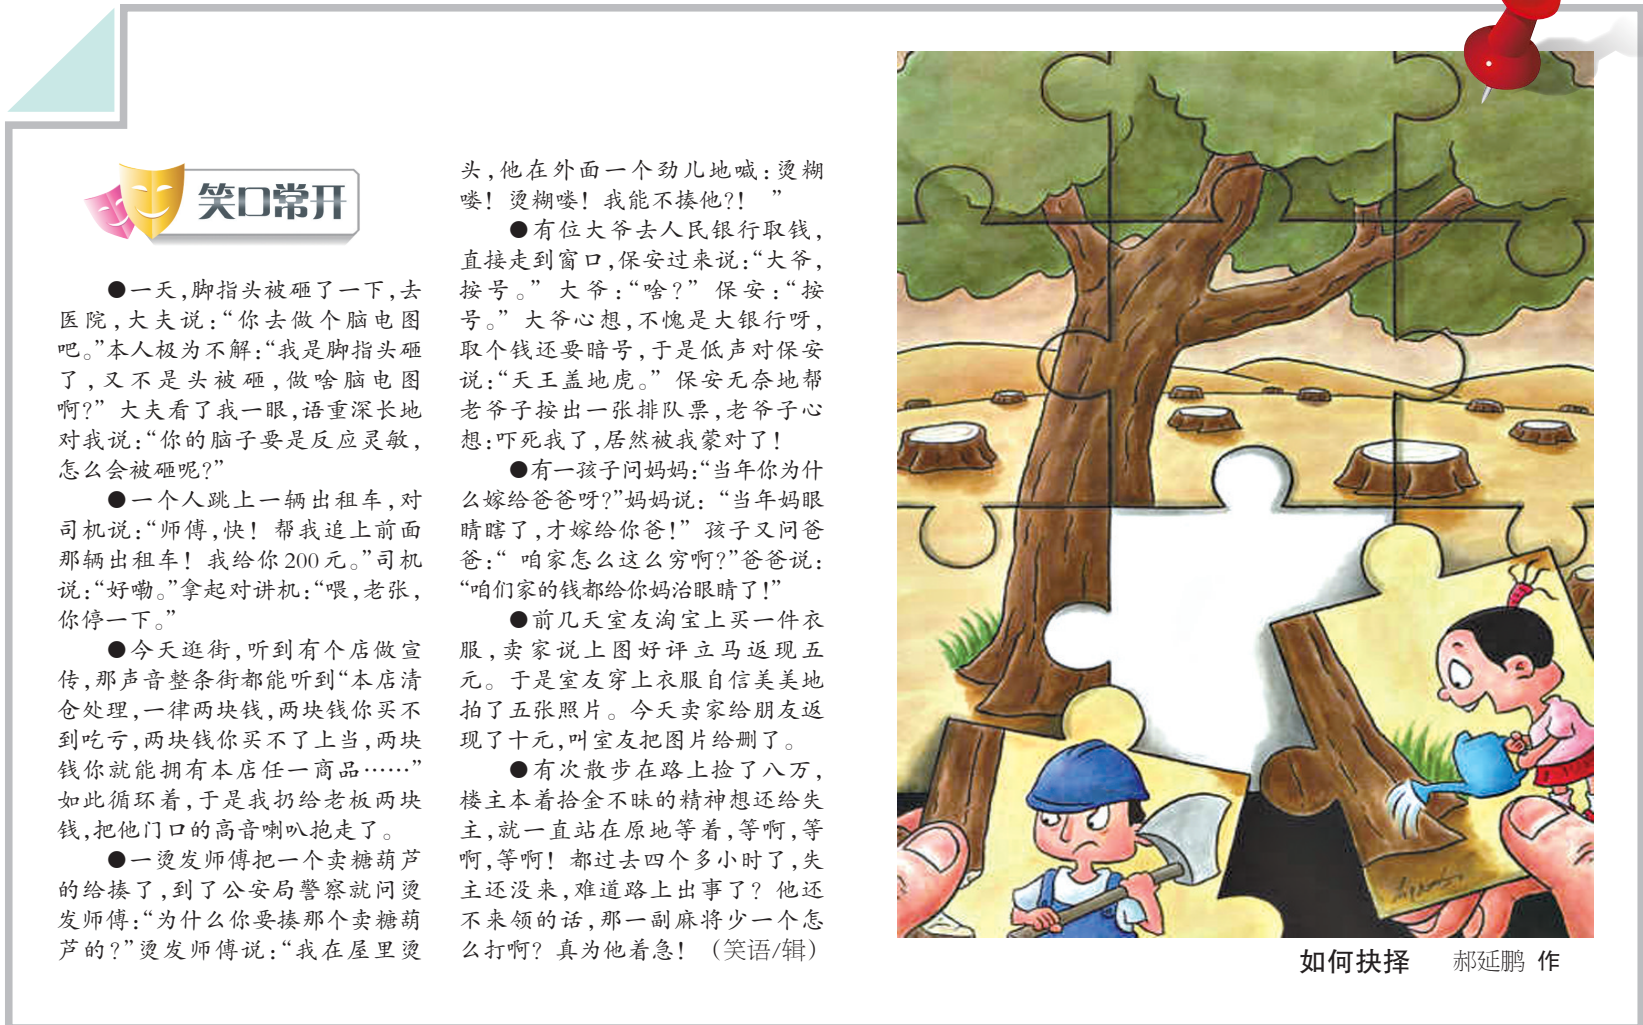 笑口常开
●一天,脚指头被砸了一下,去
医院,大夫说:“你去做个脑电图
吧。”本人极为不解:“我是脚指头砸
了,又不是头被砸,做啥脑电图
啊?” 大夫看了我一眼,语重深长地
对我说:“你的脑子要是反应灵敏,
怎么会被砸呢?”
●一个人跳上一辆出租车,对
司机说:“师傅,快! 帮我追上前面
那辆出租车! 我给你200元。”司机
说:“好嘞。”拿起对讲机:“喂,老张,
你停一下。”
●今天逛街,听到有个店做宣
传,那声音整条街都能听到“本店清
仓处理,一律两块钱,两块钱你买不
到吃亏,两块钱你买不了上当,两块
钱你就能拥有本店任一商品……”
如此循环着,于是我扔给老板两块
钱,把他门口的高音喇叭抱走了。
●一烫发师傅把一个卖糖葫芦
的给揍了,到了公安局警察就问烫
发师傅:“为什么你要揍那个卖糖葫
芦的?”烫发师傅说:“我在屋里烫
头,他在外面一个劲儿地喊:烫糊
喽! 烫糊喽! 我能不揍他?! ”
●有位大爷去人民银行取钱,
直接走到窗口,保安过来说:“大爷,
按号。” 大爷:“啥?” 保安:“按
号。” 大爷心想,不愧是大银行呀,
取个钱还要暗号,于是低声对保安
说:“天王盖地虎。” 保安无奈地帮
老爷子按出一张排队票,老爷子心
想:吓死我了,居然被我蒙对了!
●有一孩子问妈妈:“当年你为什
么嫁给爸爸呀?”妈妈说: “当年妈眼
睛瞎了,才嫁给你爸!” 孩子又问爸
爸:“ 咱家怎么这么穷啊?”爸爸说:
“咱们家的钱都给你妈治眼睛了!”
●前几天室友淘宝上买一件衣
服,卖家说上图好评立马返现五
元。于是室友穿上衣服自信美美地
拍了五张照片。今天卖家给朋友返
现了十元,叫室友把图片给删了。
●有次散步在路上捡了八万,
楼主本着拾金不昧的精神想还给失
主,就一直站在原地等着,等啊,等
啊,等啊! 都过去四个多小时了,失
主还没来,难道路上出事了? 他还
不来领的话,那一副麻将少一个怎
么打啊? 真为他着急! (笑语/辑)
如何抉择 郝延鹏 作